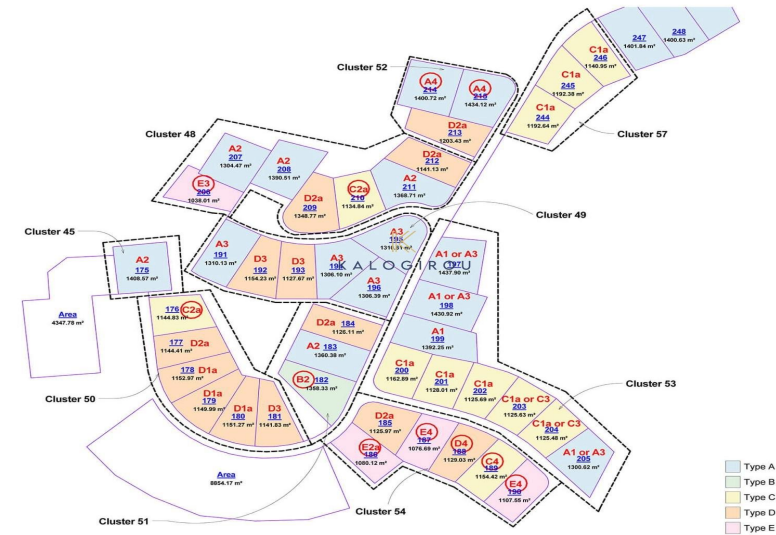 247
1401.84 m²
248
1400.63 m²
C1a
246
1140.95 m²
C1a
245
1192.38 m²
C1a
244
1192.64 m²
Cluster 57
Cluster 52
A4
214
1400.72 m²
A4
1434.12 m²
D2a
213
1203.43 m²
Cluster 48
A2
207
1304.47 m²
A2
208
1390.51 m²
E3
1038.01 m²
D2a
209
1348.77 m²
C2a
210
1134.84 m²
D2a
212
1141.13 m²
A2
211
1368.71 m²
Cluster 49
Cluster 45
A2
175
1408.57 m²
A3
191
1310.13 m²
D3
192
1154.23 m²
D3
193
1127.67 m²
A3
1306.10 m²
A3
KALOGIROU
A3
196
1306.39 m²
A1 or A3
197
1437.90 m²
A1 or A3
198
1430.92 m²
A1
199
1392.25 m²
Area
4347.78 m²
176 C2a
1144.83 m²
177 D2a
1144.41 m²
178 D1a
1152.97 m²
D1a
179
1149.99 m²
D1a
180
1151.27 m²
D3
181
1141.83 m²
Cluster 50
D2a 184
1126.11 m²
A2 183
1360.38 m²
B2 182
1358.33 m²
C1a
200
1162.89 m²
C1a
201
1128.01 m²
C1a
202
1125.69 m²
C1a or C3
203
1125.63 m²
C1a or C3
204
1125.48 m²
A1 or A3
205
1300.62 m²
Cluster 53
D2a
185
1125.97 m²
E2a
186
1080.12 m²
E4
187
1076.69 m²
D4
188
1129.03 m²
C4
189
1154.42 m²
E4
190
1107.55 m²
Area
8854.17 m²
Cluster 51
Cluster 54
Type A
Type B
Type C
Type D
Type E